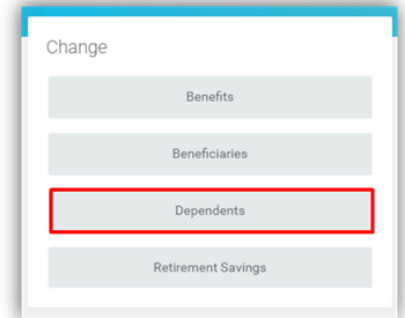 Change
Benefits
Beneficiaries
Dependents
Retirement Savings